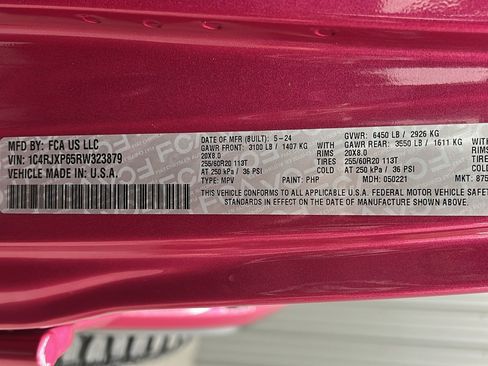 MFD BY: FCA US LLC
VIN: 1C4RJXP65RW323879
VEHICLE MADE IN U.S.A.
DATE OF MFR (BUILT): 5-24
GAWR FRONT: 3100 LB / 1407 KG
20X8.0
255/60R20 113T
AT 250 kPa / 36 PSI
TYPE: MPV
PAINT: PHP
MDH: 050221
GVWR: 6450 LB / 2926 KG
WITH TIRES
RIMS
COLD
GAWR REAR: 3550 LB / 1611 KG
20X8.0
255/60R20 113T
AT 250 kPa / 36 PSI
COLD
MKT: 875
VEHICLE CONFORMS TO ALL APPLICABLE U.S.A. FEDERAL MOTOR VEHICLE SAFE
STANDARDS IN EFFECT ON THE DATE OF MANUFACTURE SHOWN ABOVE.